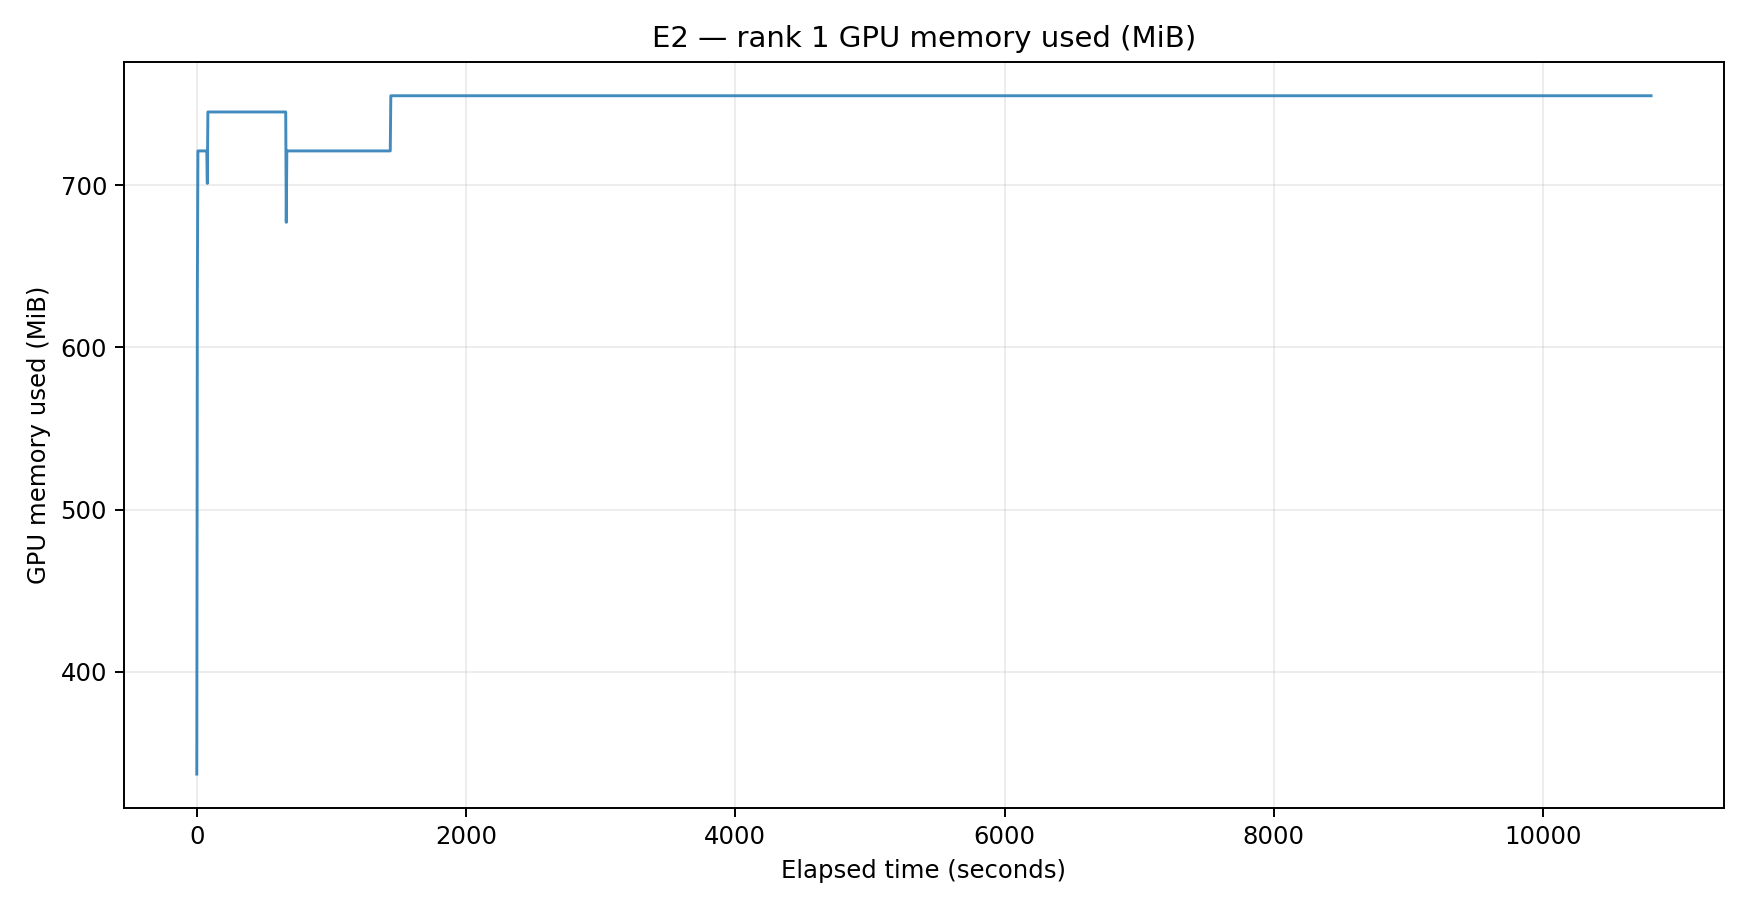 E2 — rank 1 GPU memory used (MiB)
GPU memory used (MiB)
700
600
500
400
0 2000 4000 6000 8000 10000
Elapsed time (seconds)